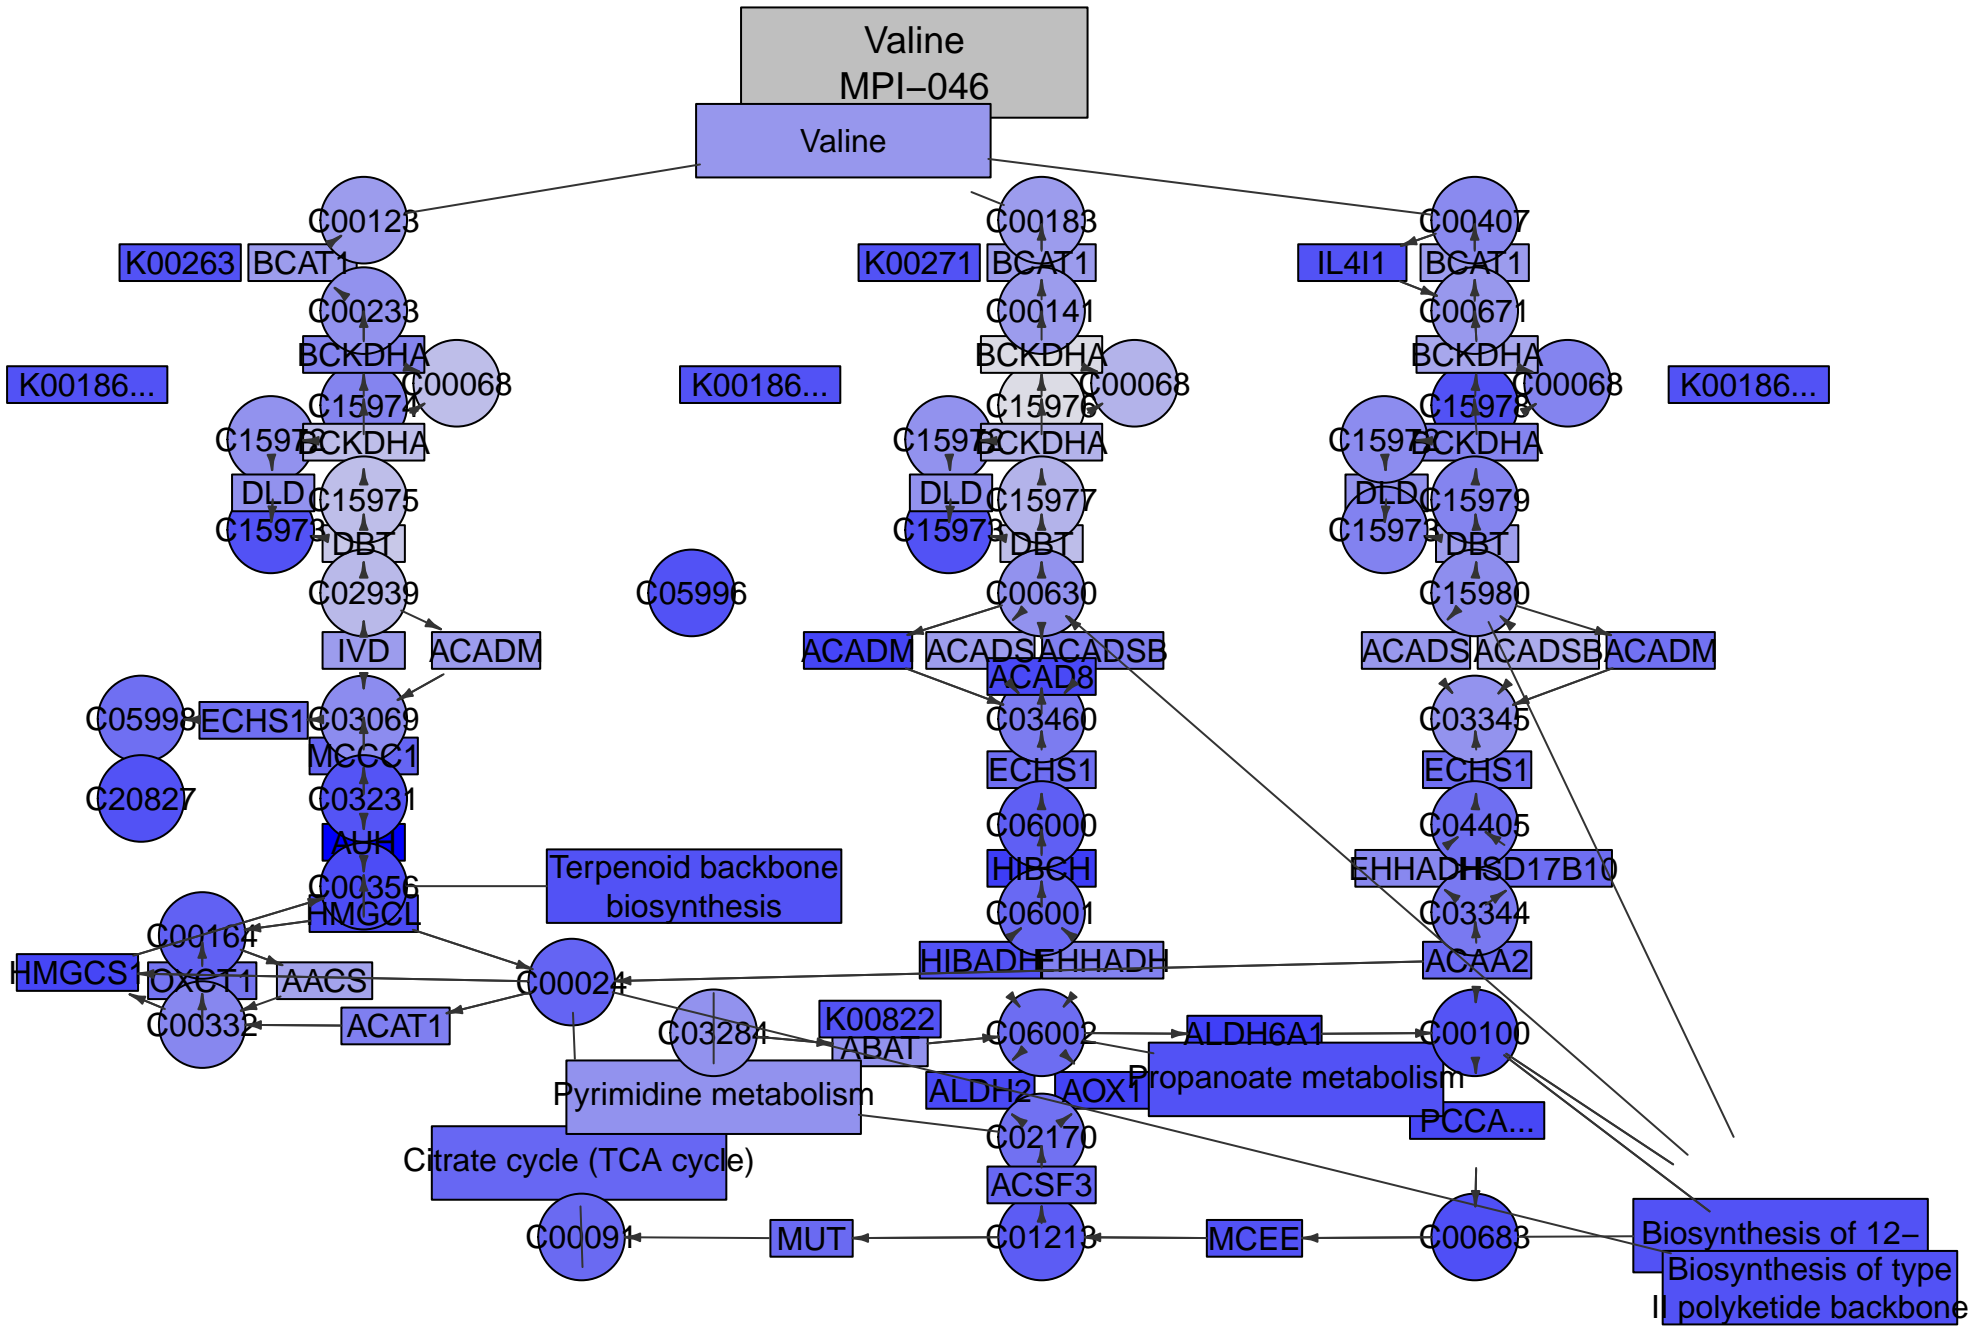 Valine
MPI−046
Valine
C00123
C00183
C00407
K00263
BCAT1
K00271
BCAT1
IL4I1
BCAT1
C00233
C00141
C00671
BCKDHA
BCKDHA
BCKDHA
K00186...
C00068
K00186...
C00068
C00068
K00186...
C15974
C15976
C15978
C15972
BCKDHA
C15972
BCKDHA
C15972
BCKDHA
DLD
C15975
DLD
C15977
DLD
C15979
C15973
DBT
C15973
DBT
C15973
DBT
C02939
C05996
C00630
C15980
IVD
ACADM
ACADM
ACADS
ACADSB
ACADS
ACADSB
ACADM
ACAD8
C05998
ECHS1
C03069
C03460
C03345
MCCC1
ECHS1
ECHS1
C20827
C03231
C06000
C04405
AUH
Terpenoid backbone
biosynthesis
HIBCH
EHHADH
HSD17B10
C00356
HMGCL
C06001
C03344
C00164
HMGCS1
OXCT1
AACS
C00024
HIBADH
EHHADH
ACAA2
C00332
ACAT1
C03284
K00822
ABAT
C06002
ALDH6A1
C00100
Pyrimidine metabolism
ALDH2
AOX1
Propanoate metabolism
PCCA...
C02170
Citrate cycle (TCA cycle)
ACSF3
C00091
MUT
C01213
MCEE
C00683
Biosynthesis of 12−
Biosynthesis of type
II polyketide backbone